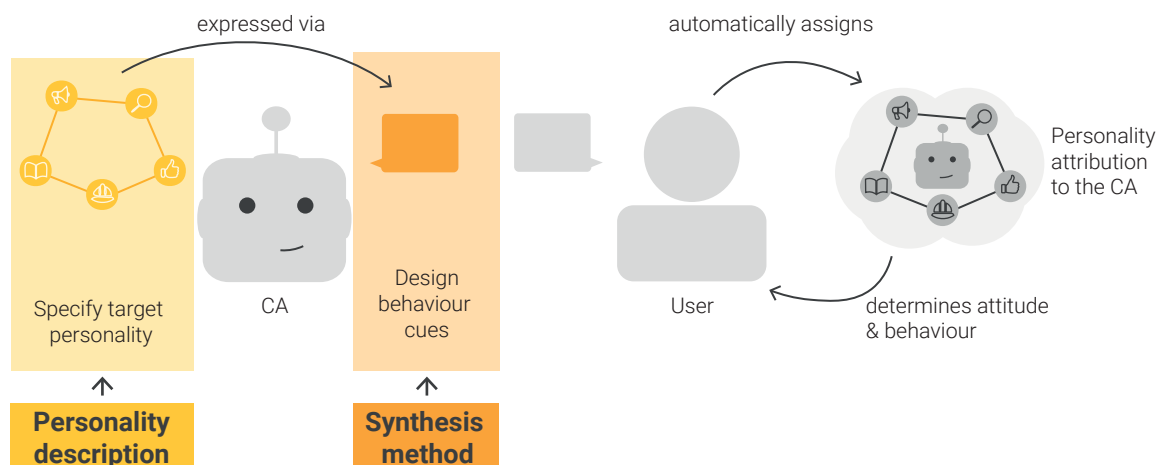 expressed via
automatically assigns
Personality
attribution
to the CA
Specify target
personality
CA
Design
behaviour
cues
User
determines attitude
& behaviour
Personality
description
Synthesis
method